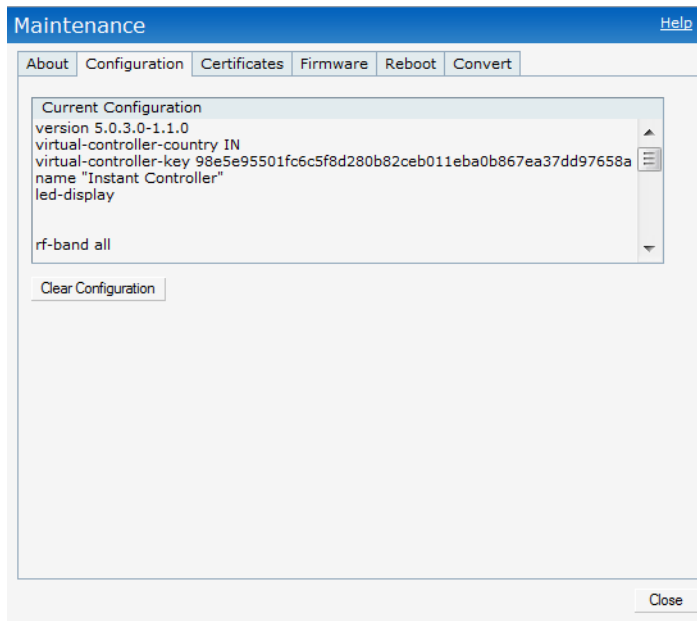 Maintenance Help
About Configuration Certificates Firmware Reboot Convert
Current Configuration
version 5.0.3.0-1.1.0
virtual-controller-country IN
virtual-controller-key 98e5e95501fc6c5f8d280b82ceb011eba0b867ea37dd97658a
name "Instant Controller"
led-display
rf-band all
Clear Configuration
Close